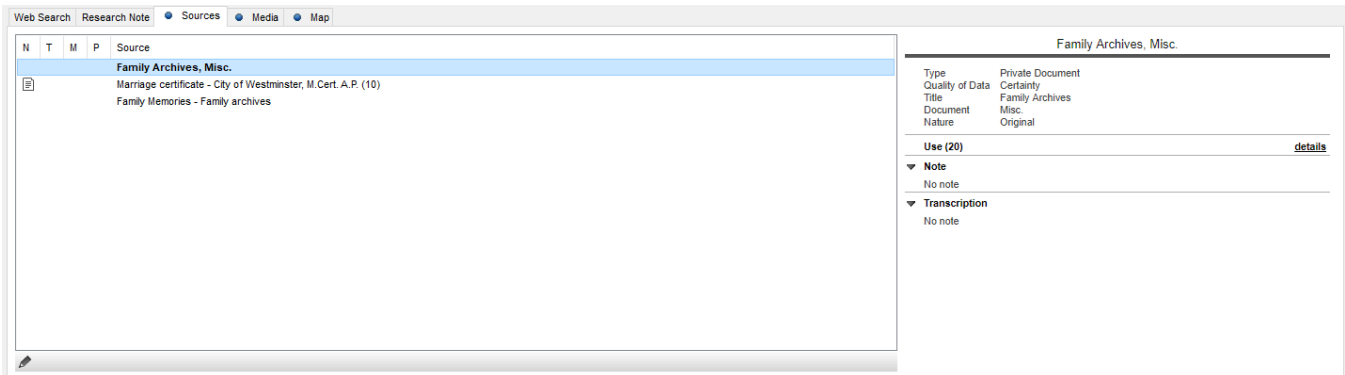 Web Search Research Note Sources Media Map
N T M P Source
Family Archives, Misc.
Marriage certificate - City of Westminster, M.Cert. A.P. (10)
Family Memories - Family archives
Family Archives, Misc.
Type Private Document
Quality of Data Certainty
Title Family Archives
Document Misc.
Nature Original
Use (20) details
Note
No note
Transcription
No note